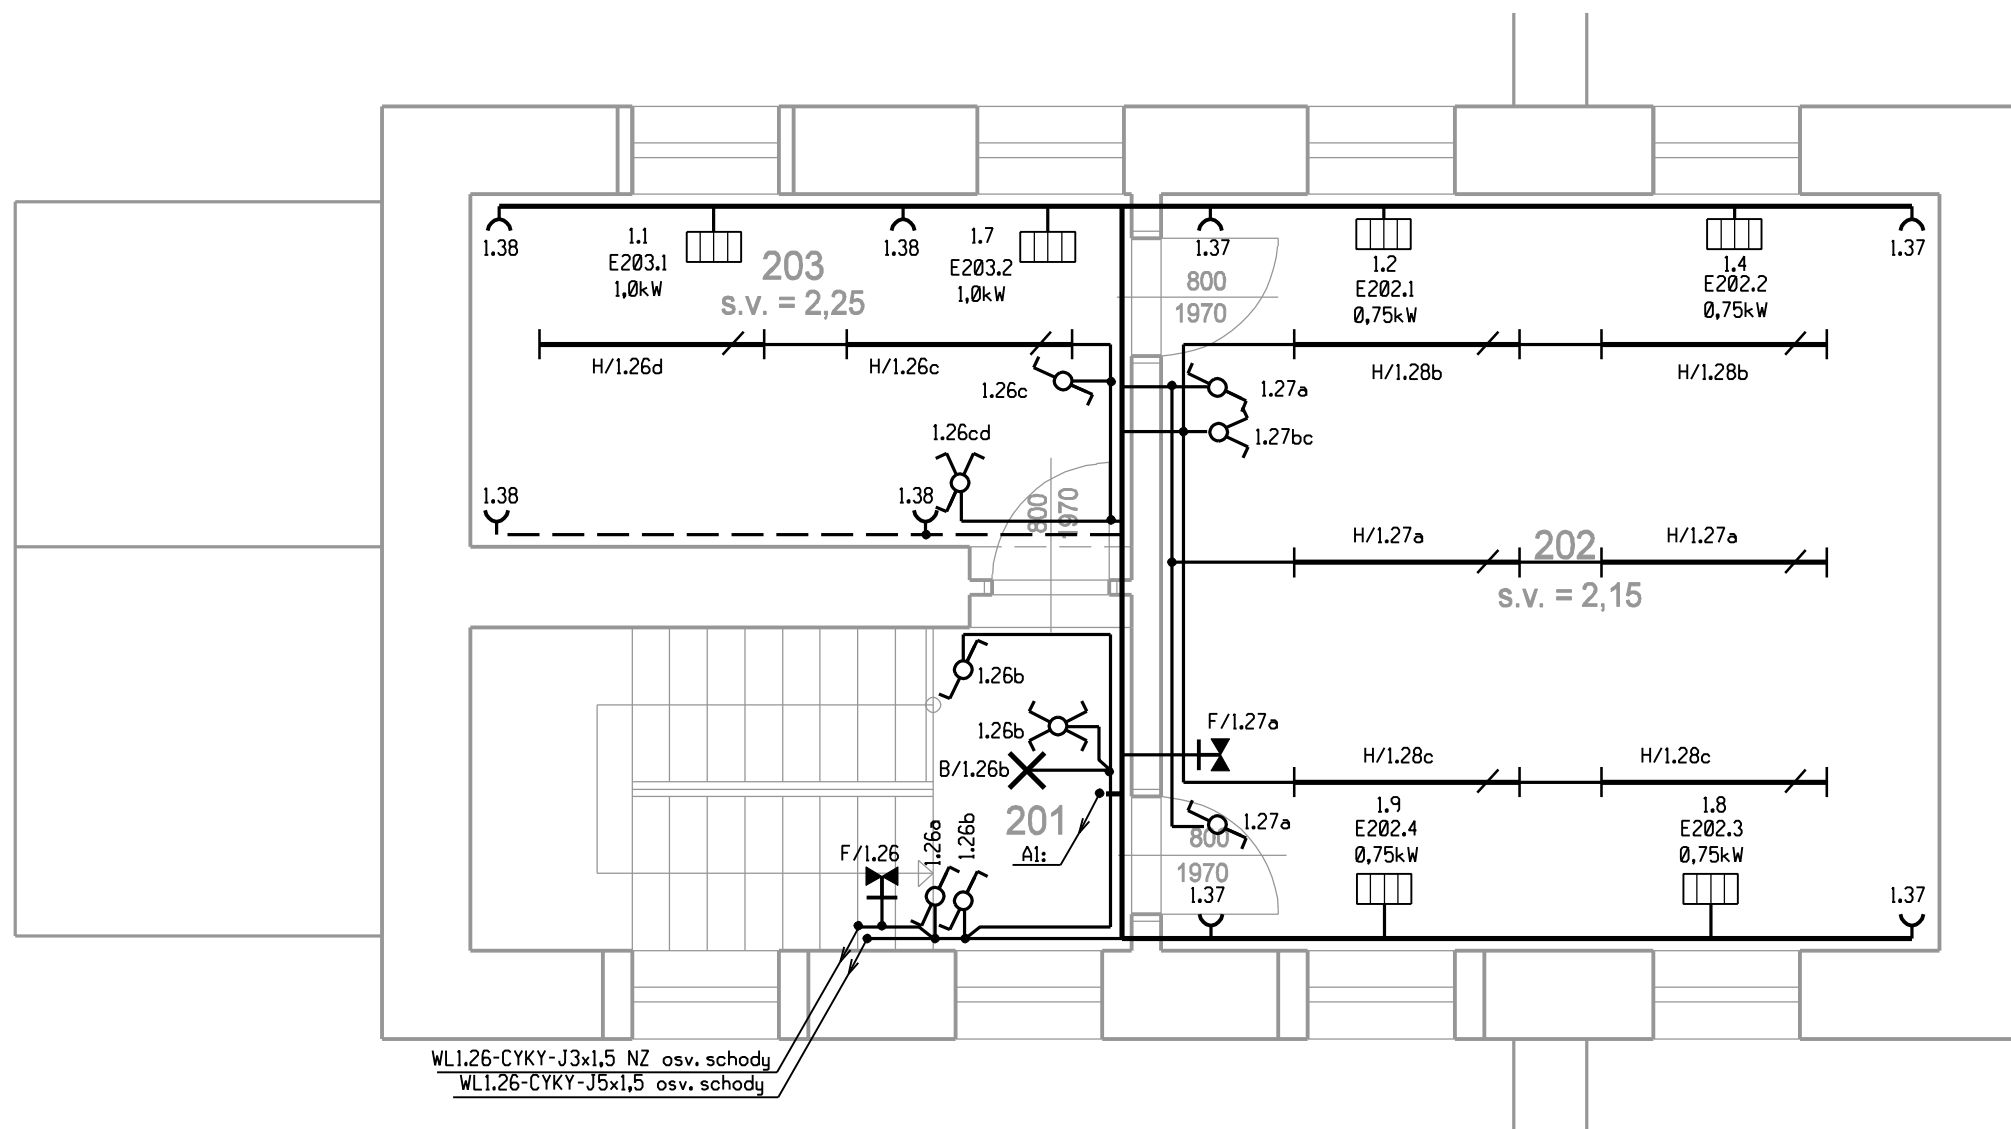 1.38
1.1
E203.1
1,0kW
203
s.v. = 2,25
1.38
1.7
E203.2
1,0kW
1.37
800
1970
1.2
E202.1
0,75kW
1.4
E202.2
0,75kW
1.37
H/1.26d
H/1.26c
1.26c
H/1.28b
H/1.28b
1.27a
1.27bc
1.26cd
1.38
1.38
800
1970
H/1.27a
202
H/1.27a
s.v. = 2,15
1.26b
1.26b
B/1.26b
F/1.27a
H/1.28c
H/1.28c
201
A1:
1.26a
1.26b
F/1.26
1.27a
800
1970
1.37
1.9
E202.4
0,75kW
1.8
E202.3
0,75kW
1.37
WL1.26-CYKY-J3x1,5 NZ osv. schody
WL1.26-CYKY-J5x1,5 osv. schody